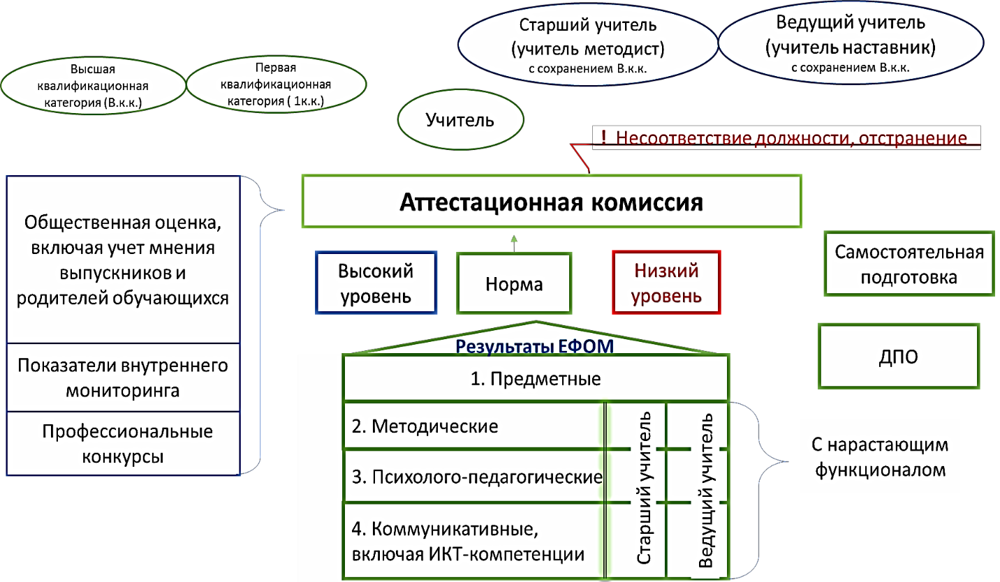 Старший учитель
(учитель методист)
с сохранением В.к.к.
Ведущий учитель
(учитель наставник)
с сохранением В.к.к.
Высшая
квалификационная
категория (В.к.к.)
Первая
квалификационная
категория ( 1к.к.)
Учитель
! Несоответствие должности, отстранение
Аттестационная комиссия
Общественная оценка,
включая учет мнения
выпускников и
родителей обучающихся
Показатели внутреннего
мониторинга
Профессиональные
конкурсы
Высокий
уровень
Норма
Низкий
уровень
Самостоятельная
подготовка
ДПО
Результаты ЕФОМ
1. Предметные
2. Методические
3. Психолого-педагогические
4. Коммуникативные,
включая ИКТ-компетенции
Старший учитель
Ведущий учитель
С нарастающим
функционалом